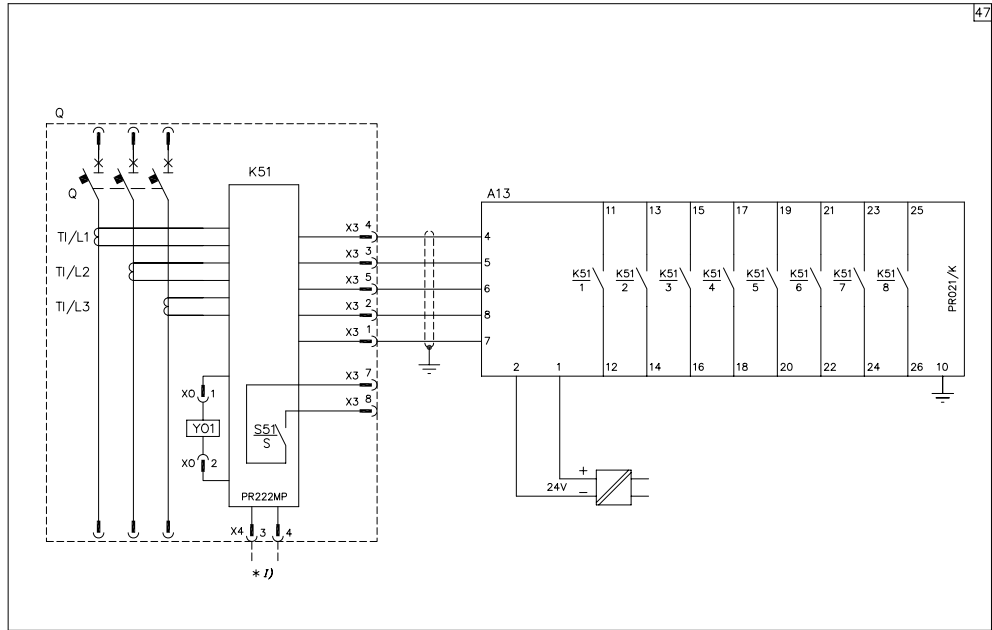 47
Q
K51
A13
Q
11 13 15 17 19 21 23 25
TI/L1
X3 4
4
X3 3
5
TI/L2
K51 K51 K51 K51 K51 K51 K51 K51
1 2 3 4 5 6 7 8
X3 5
6
PR021/K
TI/L3
X3 2
8
X3 1
7
2 1 12 14 16 18 20 22 24 26 10
X3 7
X0 1
X3 8
Y01
S51
S
X0 2
+
24V −
PR222MP
X4 3 4
* 1)